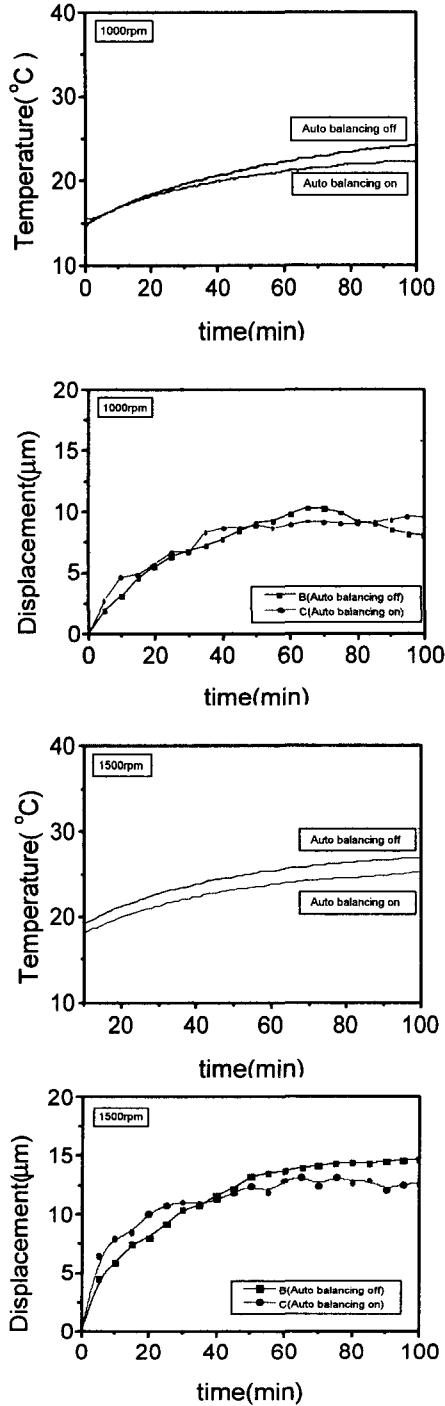 1000rpm
40
30
20
10
Temperature(°C)
Auto balancing off
Auto balancing on
0 20 40 60 80 100
time(min)
1000rpm
20
15
10
5
0
Displacement(μm)
B(Auto balancing off)
C(Auto balancing on)
0 20 40 60 80 100
time(min)
1500rpm
40
30
20
10
Temperature(°C)
Auto balancing off
Auto balancing on
20 40 60 80 100
time(min)
1500rpm
20
15
10
5
0
Displacement(μm)
B(Auto balancing off)
C(Auto balancing on)
0 20 40 60 80 100
time(min)